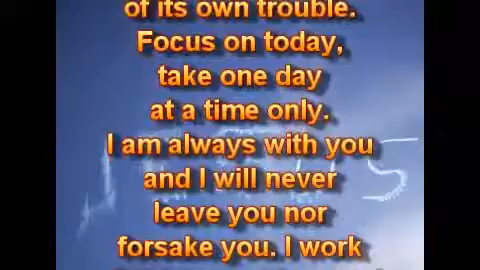 of its own trouble.
Focus on today,
take one day
at a time only.
I am always with you
and I will never
leave you nor
forsake you. I work